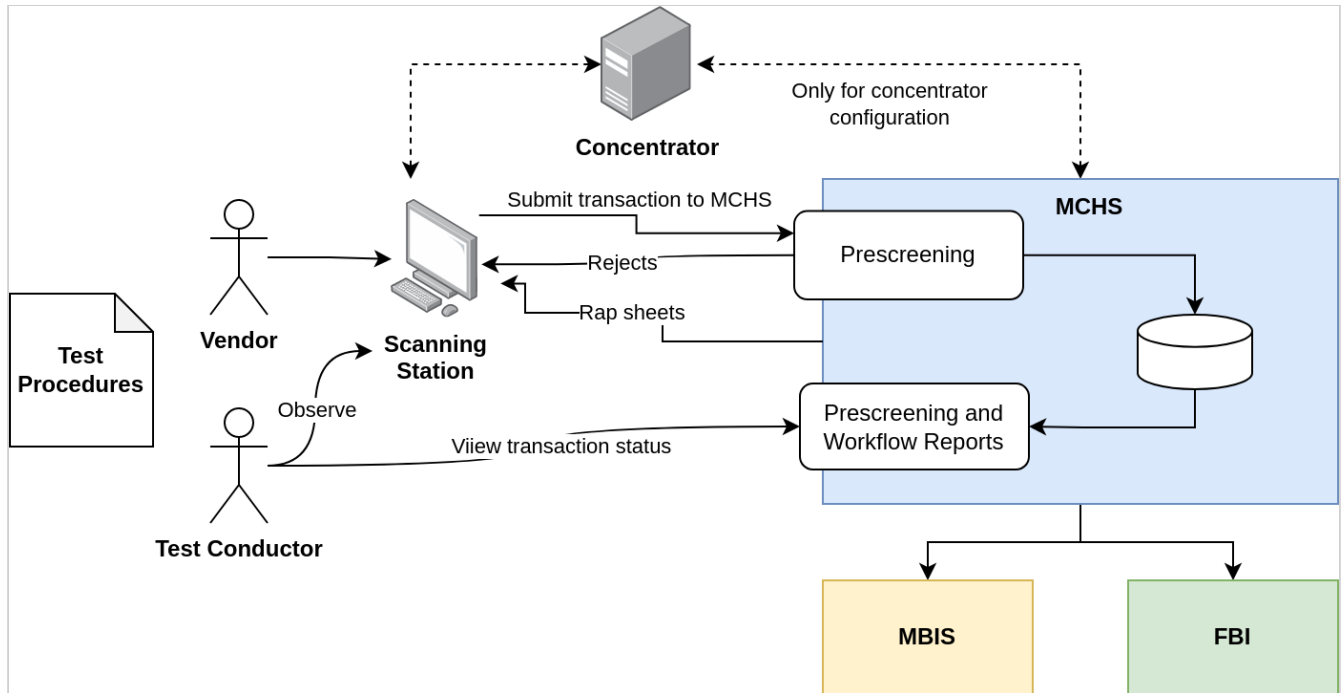 Only for concentrator
configuration
Concentrator
Submit transaction to MCHS
MCHS
Prescreening
Rejects
Rap sheets
Vendor
Scanning
Station
Test
Procedures
Observe
Prescreening and
Workflow Reports
Viiew transaction status
Test Conductor
MBIS
FBI